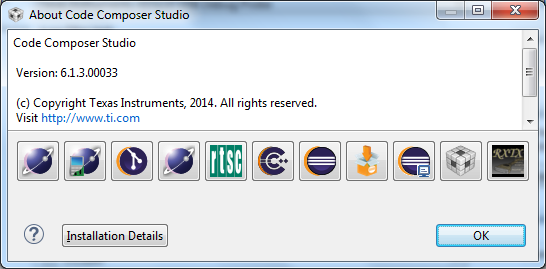 About Code Composer Studio
Code Composer Studio
Version: 6.1.3.00033
(c) Copyright Texas Instruments, 2014. All rights reserved.
Visit http://www.ti.com
rtsc
RXTX
?
Installation Details
OK